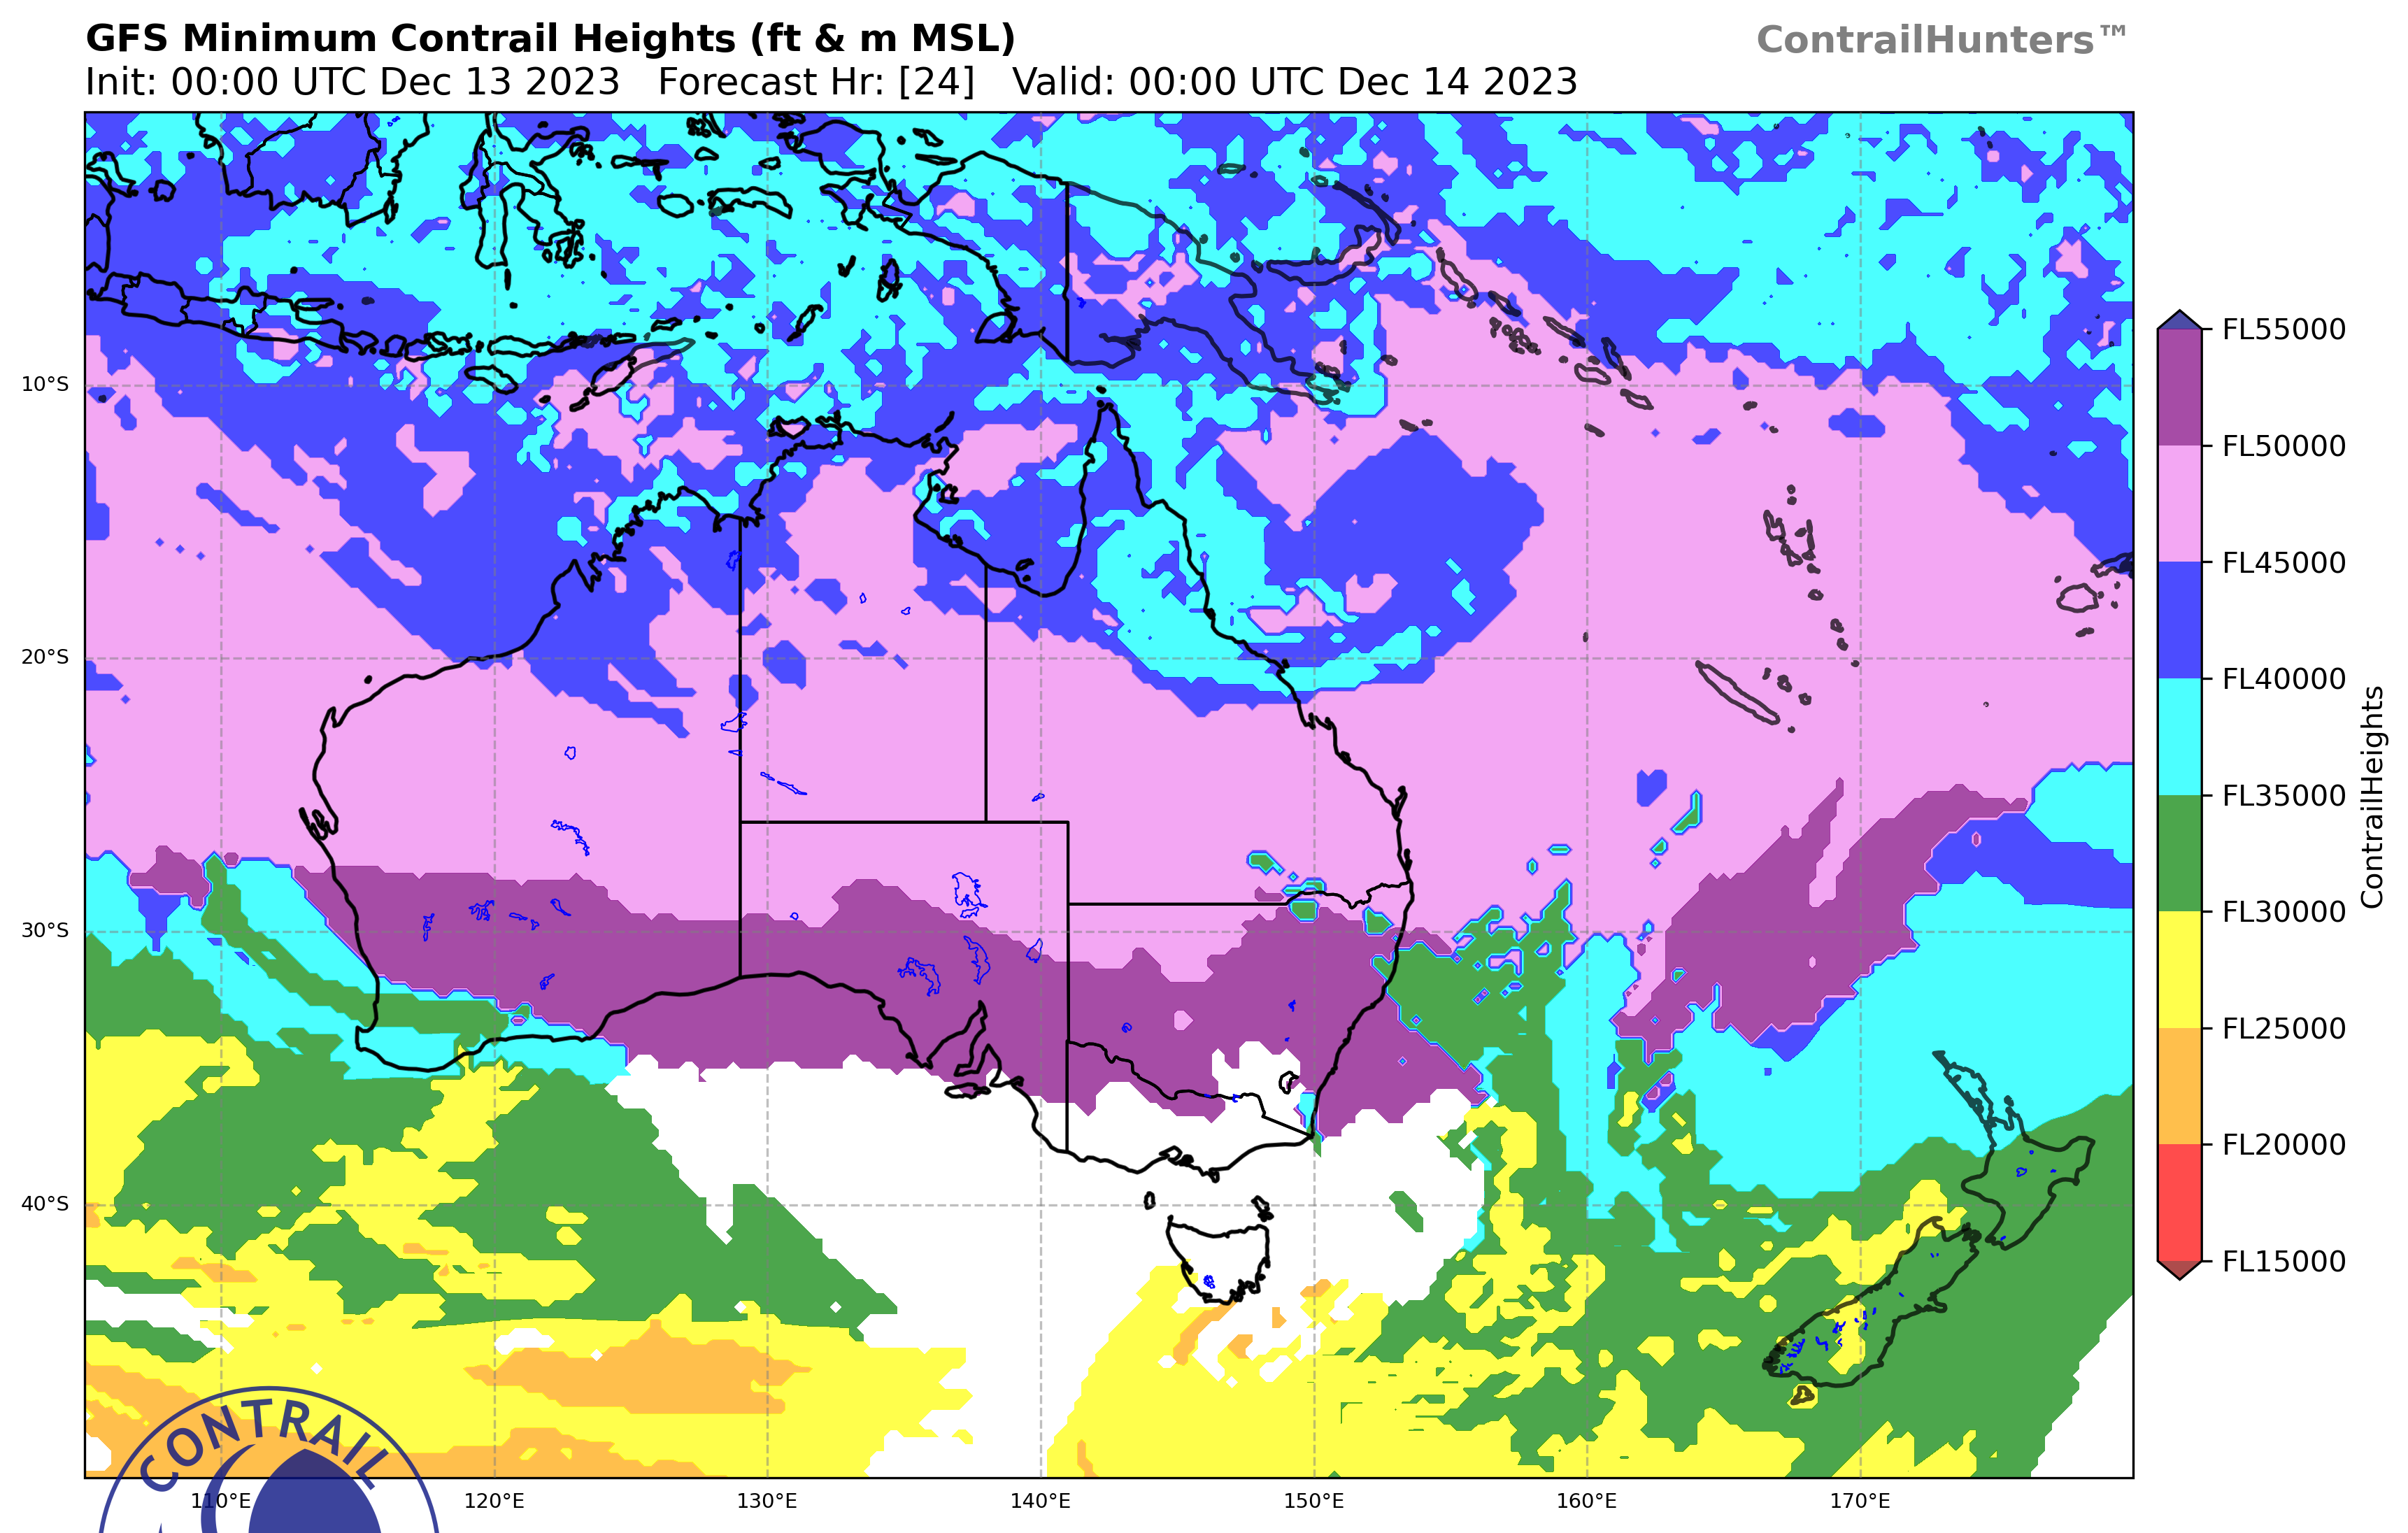 GFS Minimum Contrail Heights (ft & m MSL)
ContrailHunters™
Init: 00:00 UTC Dec 13 2023 Forecast Hr: [24] Valid: 00:00 UTC Dec 14 2023
10°S
20°S
30°S
40°S
110°E
120°E
130°E
140°E
150°E
160°E
170°E
FL55000
FL50000
FL45000
FL40000
FL35000
FL30000
FL25000
FL20000
FL15000
ContrailHeights
CONTRAIL